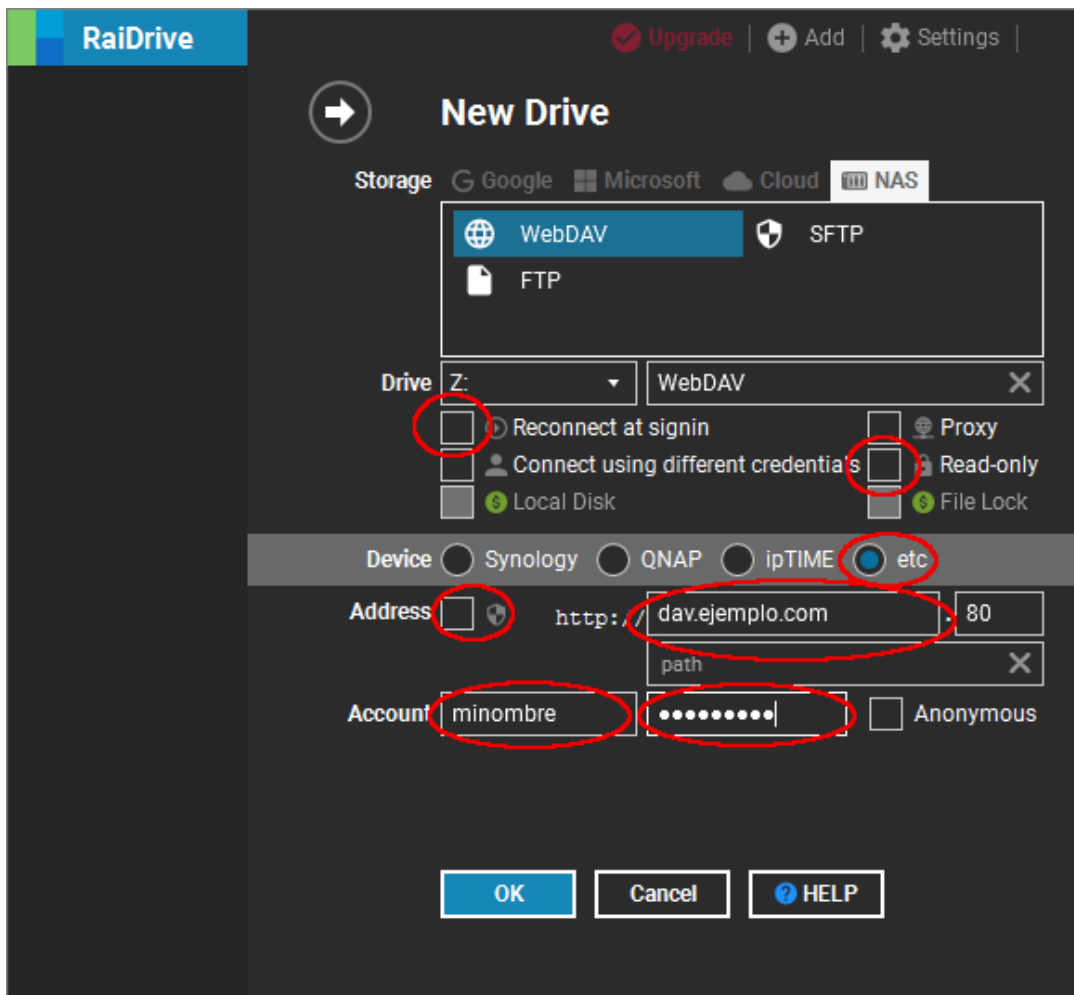 RaiDrive Upgrade | Add | Settings |
New Drive
Storage Google Microsoft Cloud NAS
WebDAV SFTP
FTP
Drive Z: WebDAV
Reconnect at signin Proxy
Connect using different credentials Read-only
Local Disk File Lock
Device Synology QNAP ipTIME etc
Address http:// dav.ejemplo.com : 80
path
Account minombre ••••••••• Anonymous
OK Cancel HELP